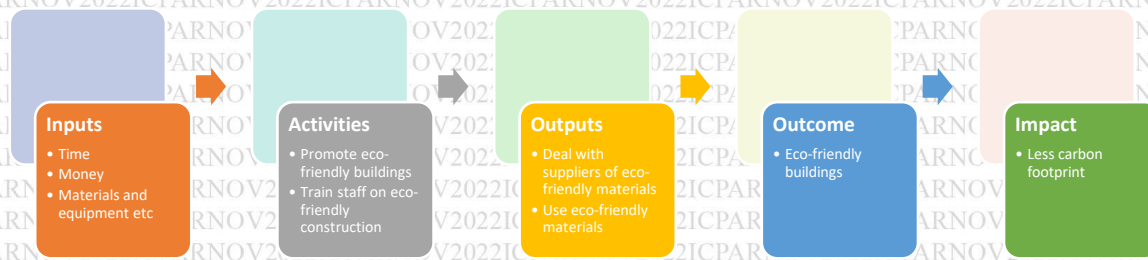 Inputs
• Time
• Money
• Materials and
equipment etc
Activities
• Promote eco-
friendly buildings
• Train staff on eco-
friendly
construction
Outputs
• Deal with
suppliers of eco-
friendly materials
• Use eco-friendly
materials
Outcome
• Eco-friendly
buildings
Impact
• Less carbon
footprint